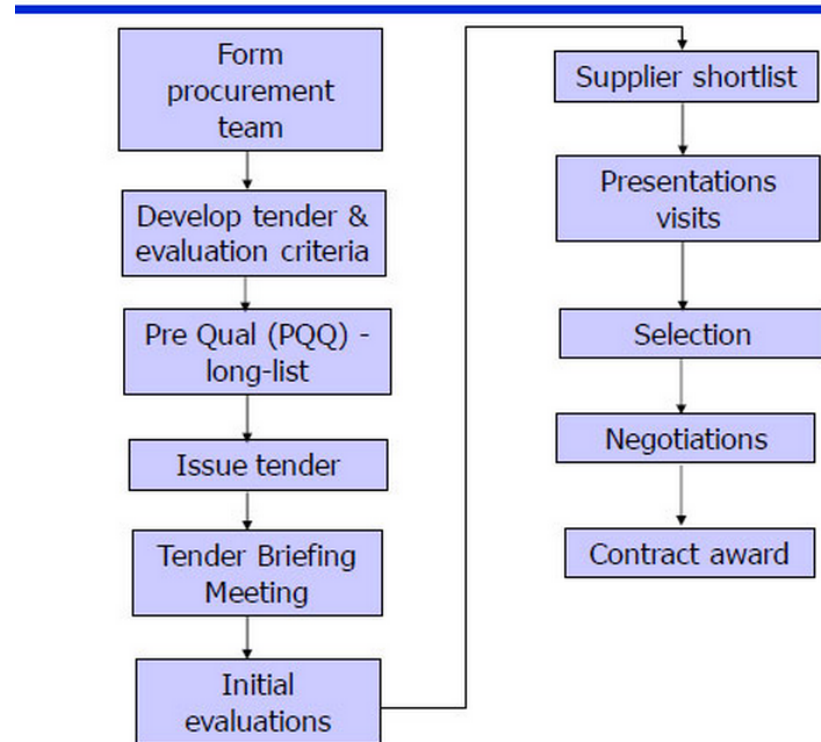 Form
procurement
team
Develop tender &
evaluation criteria
Pre Qual (PQQ) -
long-list
Issue tender
Tender Briefing
Meeting
Initial
evaluations
Supplier shortlist
Presentations
visits
Selection
Negotiations
Contract award